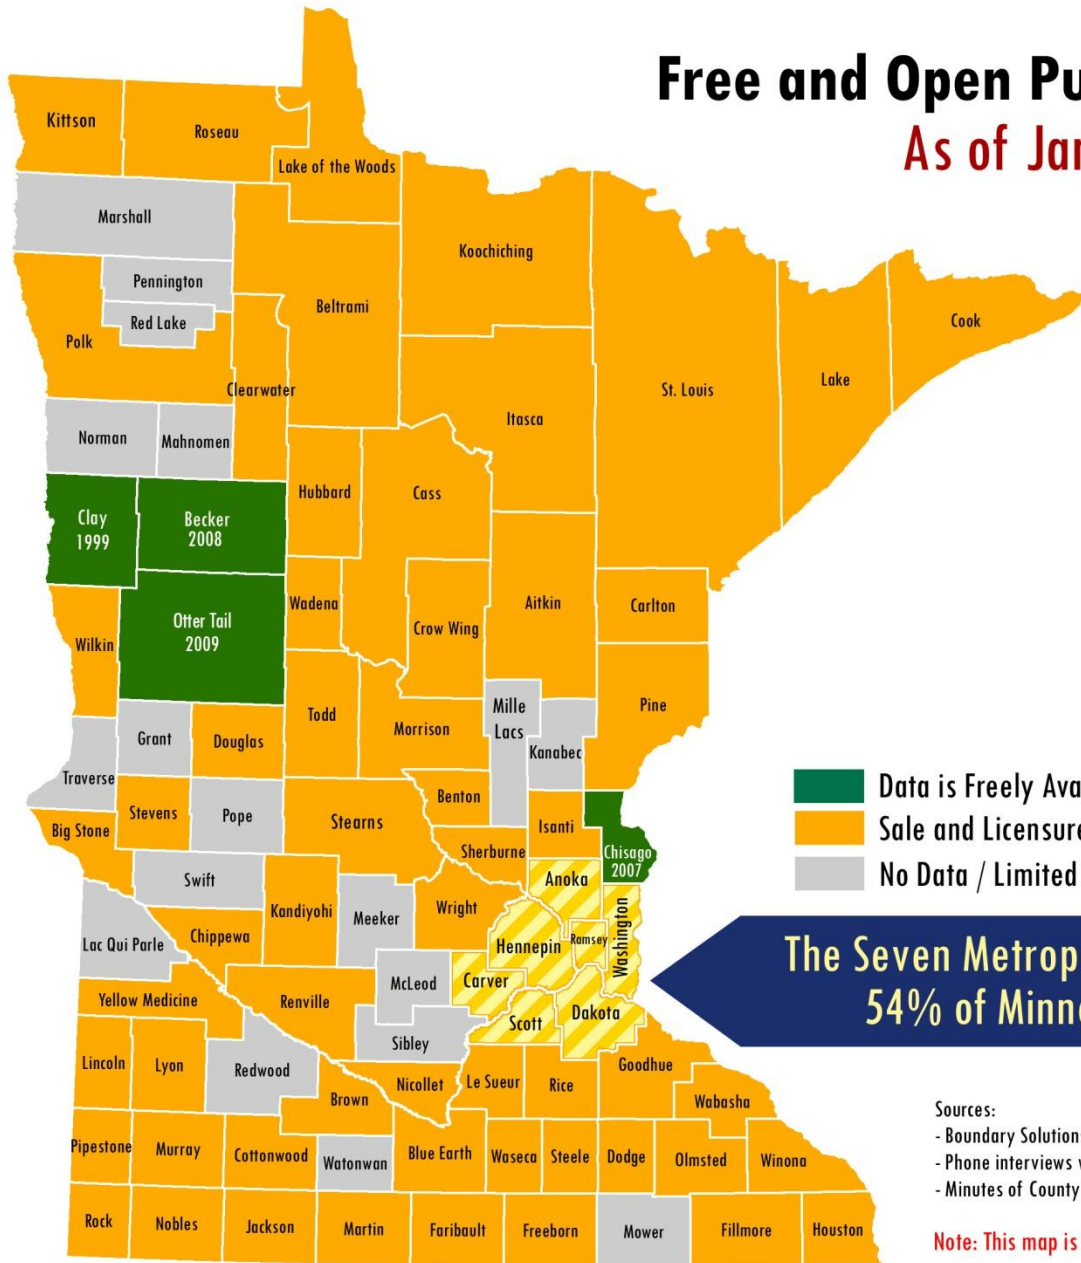 Free and Open Pu
As of Jan
Kittson
Roseau
Lake of the Woods
Marshall
Koochiching
Pennington
Beltrami
Red Lake
Polk
Cook
Clearwater
St. Louis
Lake
Itasca
Norman
Mahnomen
Hubbard
Cass
Clay
1999
Becker
2008
Wadena
Aitkin
Carlton
Otter Tail
2009
Crow Wing
Wilkin
Todd
Mille
Lacs
Pine
Morrison
Grant
Douglas
Kanabec
Traverse
Data is Freely Ava
Benton
Stevens
Pope
Stearns
Isanti
Big Stone
Sale and Licensure
Sherburne
Chisago
2007
Anoka
No Data / Limited
Swift
Kandiyohi
Meeker
Wright
Washington
Chippewa
Lac Qui Parle
Hennepin
Ramsey
The Seven Metrop
54% of Minne
Carver
McLeod
Yellow Medicine
Renville
Scott
Dakota
Sibley
Lincoln
Lyon
Redwood
Goodhue
Nicollet
Le Sueur
Rice
Brown
Wabasha
Sources:
- Boundary Solution
- Phone interviews v
- Minutes of County
Pipestone
Murray
Cottonwood
Watonwan
Blue Earth
Waseca
Steele
Dodge
Olmsted
Winona
Rock
Nobles
Jackson
Martin
Faribault
Freeborn
Mower
Fillmore
Houston
Note: This map is